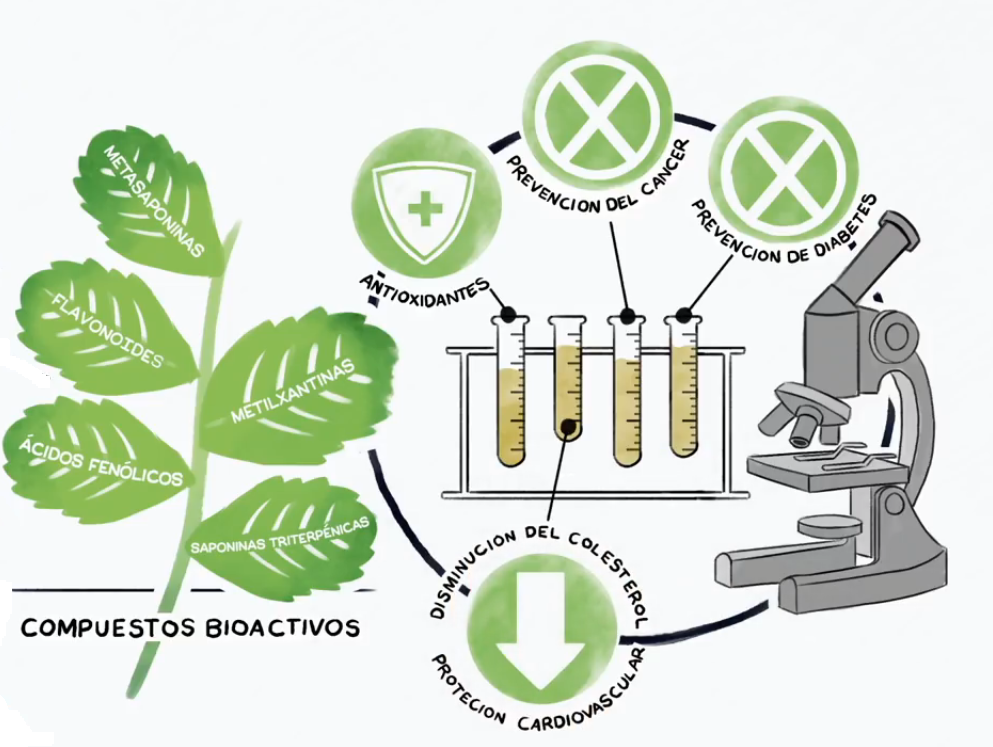 METASAPONINAS
FLAVONOIDES
METILXANTINAS
ÁCIDOS FENÓLICOS
SAPONINAS TRITERPÉNICAS
COMPUESTOS BIOACTIVOS
ANTIOXIDANTES
PREVENCION DEL CANCER
PREVENCION DE DIABETES
DISMINUCION DEL COLESTEROL
PROTECION CARDIOVASCULAR